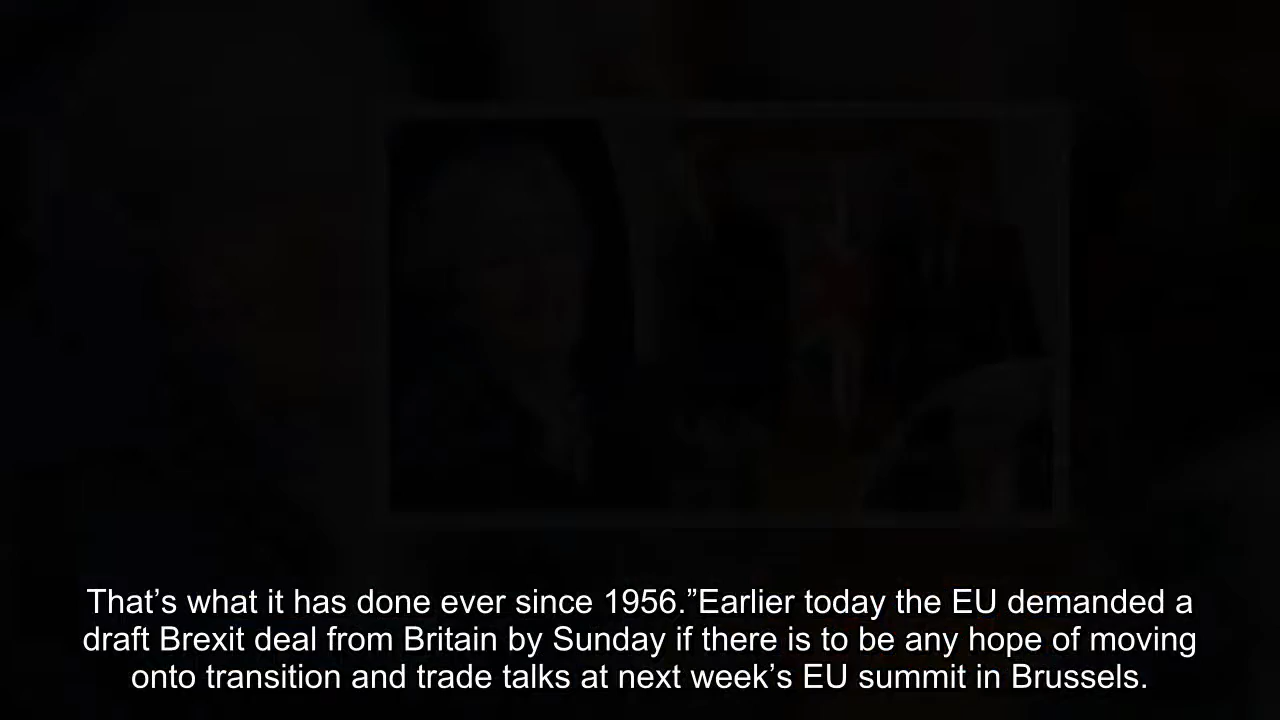 That’s what it has done ever since 1956.”Earlier today the EU demanded a
draft Brexit deal from Britain by Sunday if there is to be any hope of moving
onto transition and trade talks at next week’s EU summit in Brussels.